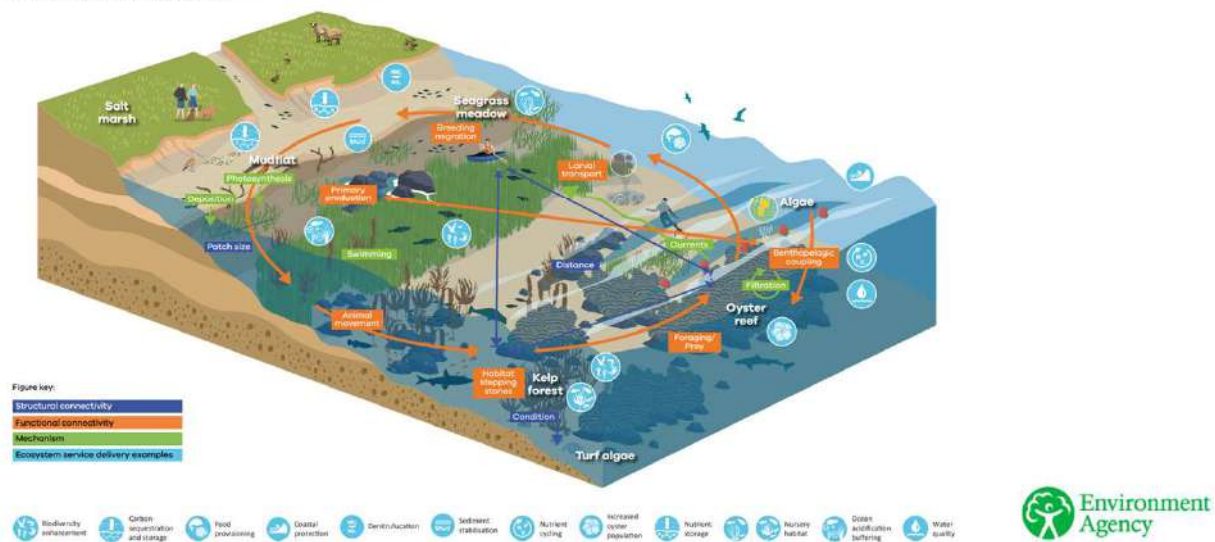 Salt
marsh
Seagrass
meadow
Breeding
migration
Mudflat
Photosynthesis
Deposition
Larval
transport
Primary
production
Algae
Patch size
Swimming
Currents
Benthopelagic
coupling
Distance
Filtration
Oyster
reef
Animal
movement
Foraging/
Prey
Habitat
stepping
stones
Kelp
forest
Condition
Turf algae
Figure key:
Structural connectivity
Functional connectivity
Mechanism
Ecosystem service delivery examples
Biodiversity
enhancement
Carbon
sequestration
and storage
Food
provisioning
Coastal
protection
Denitrification
Sediment
stabilisation
Nutrient
cycling
Increased
oyster
population
Nutrient
storage
Nursery
habitat
Ocean
acidification
buffering
Water
quality
Environment
Agency